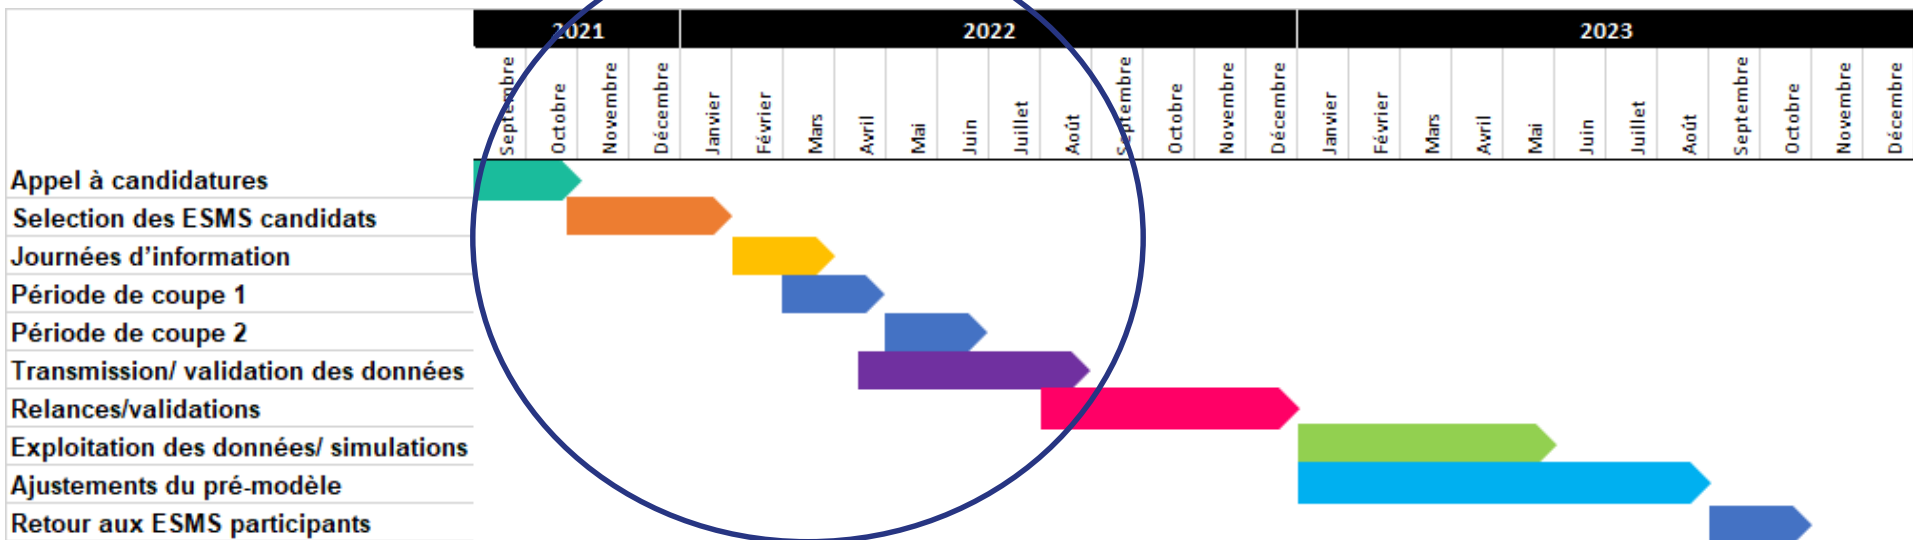 2021 2022 2023
Septembre Octobre Novembre Décembre Janvier Février Mars Avril Mai Juin Juillet Août Septembre Octobre Novembre Décembre Janvier Février Mars Avril Mai Juin Juillet Août Septembre Octobre Novembre Décembre
Appel à candidatures
Selection des ESMS candidats
Journées d’information
Période de coupe 1
Période de coupe 2
Transmission/ validation des données
Relances/validations
Exploitation des données/ simulations
Ajustements du pré-modèle
Retour aux ESMS participants